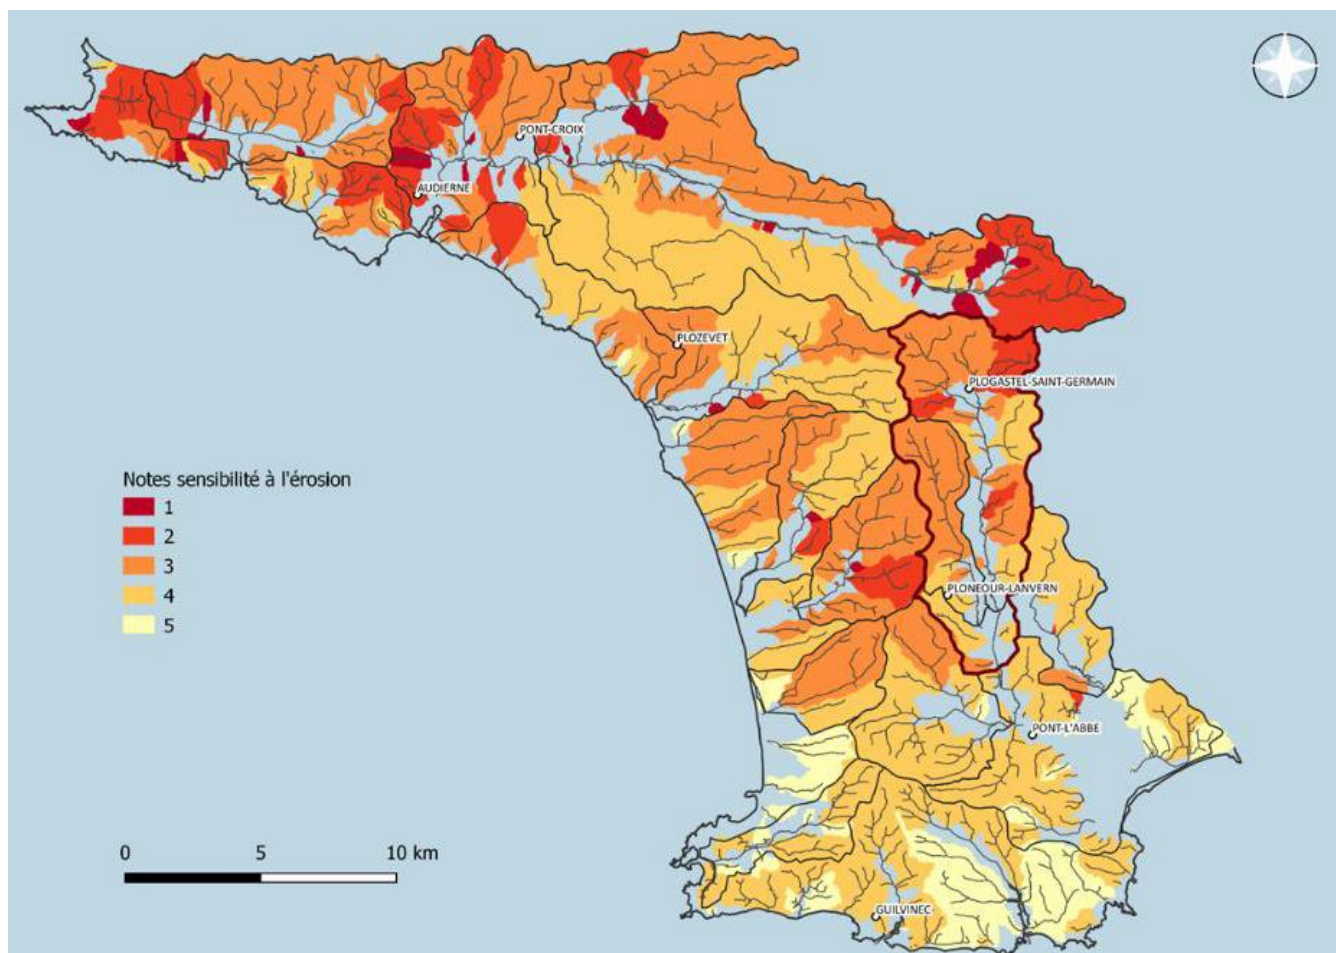 PONT-CROIX
AUDIERNE
PLOZEVET
PLOGASTEL-SAINT-GERMAIN
Notes sensibilité à l'érosion
1
2
3
4
5
PLONEOUR-LANVERN
PONT-L'ABBE
0 5 10 km
GUILVINEC